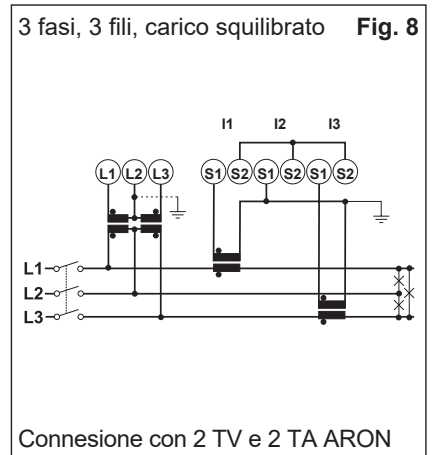 3 fasi, 3 fili, carico squilibrato Fig. 8
I1 I2 I3
L1 L2 L3 S1 S2 S1 S2 S1 S2
L1
L2
L3
Connesione con 2 TV e 2 TA ARON